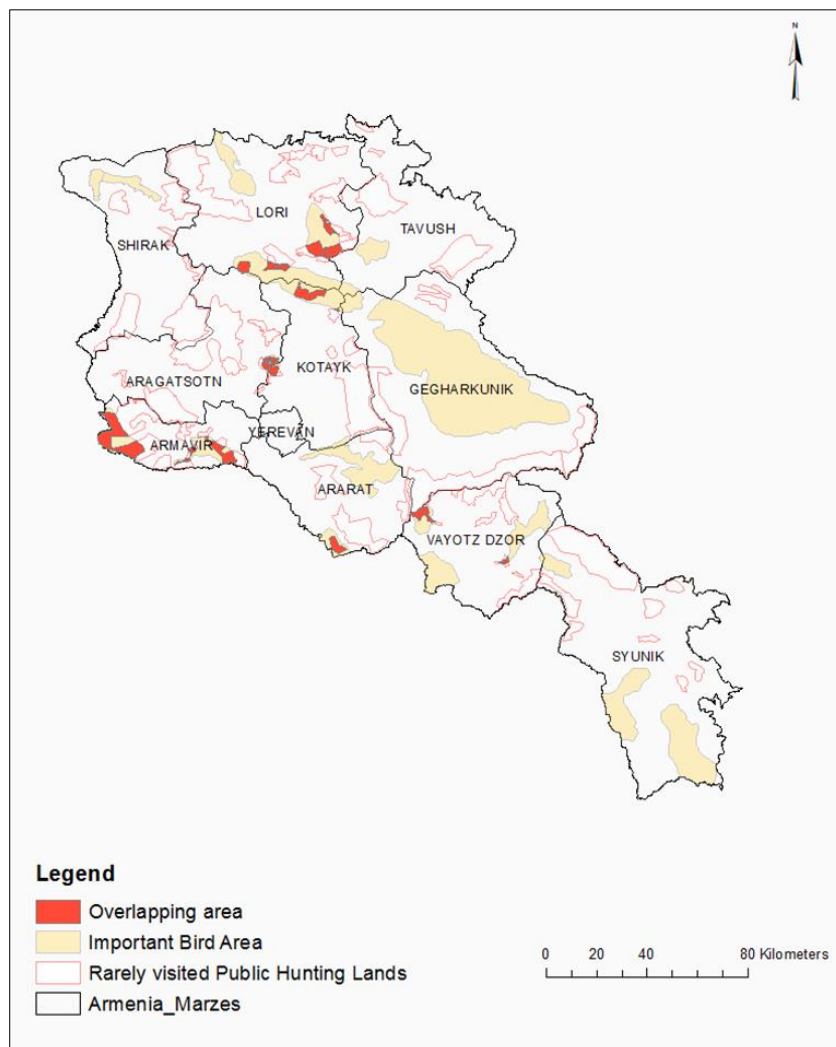 N
LORI
TAVUSH
SHIRAK
KOTAYK
ARAGATSOTN
GEGHARKUNIK
YEREVAN
ARMAVIR
ARARAT
VAYOTZ DZOR
SYUNIK
Legend
Overlapping area
Important Bird Area
Rarely visited Public Hunting Lands
Armenia_Marzes
0 20 40 80 Kilometers